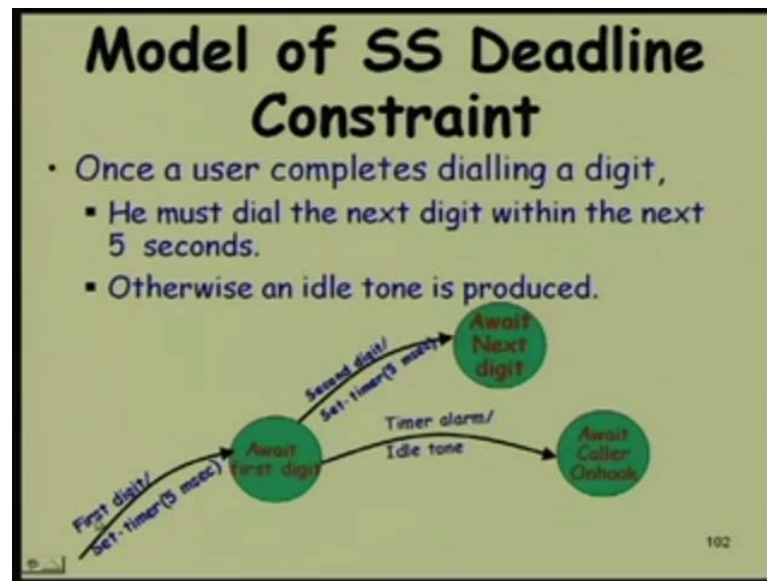 Model of SS Deadline
Constraint
• Once a user completes dialling a digit,
▪ He must dial the next digit within the next
5 seconds.
▪ Otherwise an idle tone is produced.
Await
Next
digit
Second digit/
Set-timer(5 msec)
Timer alarm/
Idle tone
Await
first digit
Await
Caller
Onhook
First digit/
Set-timer(5 msec)
102